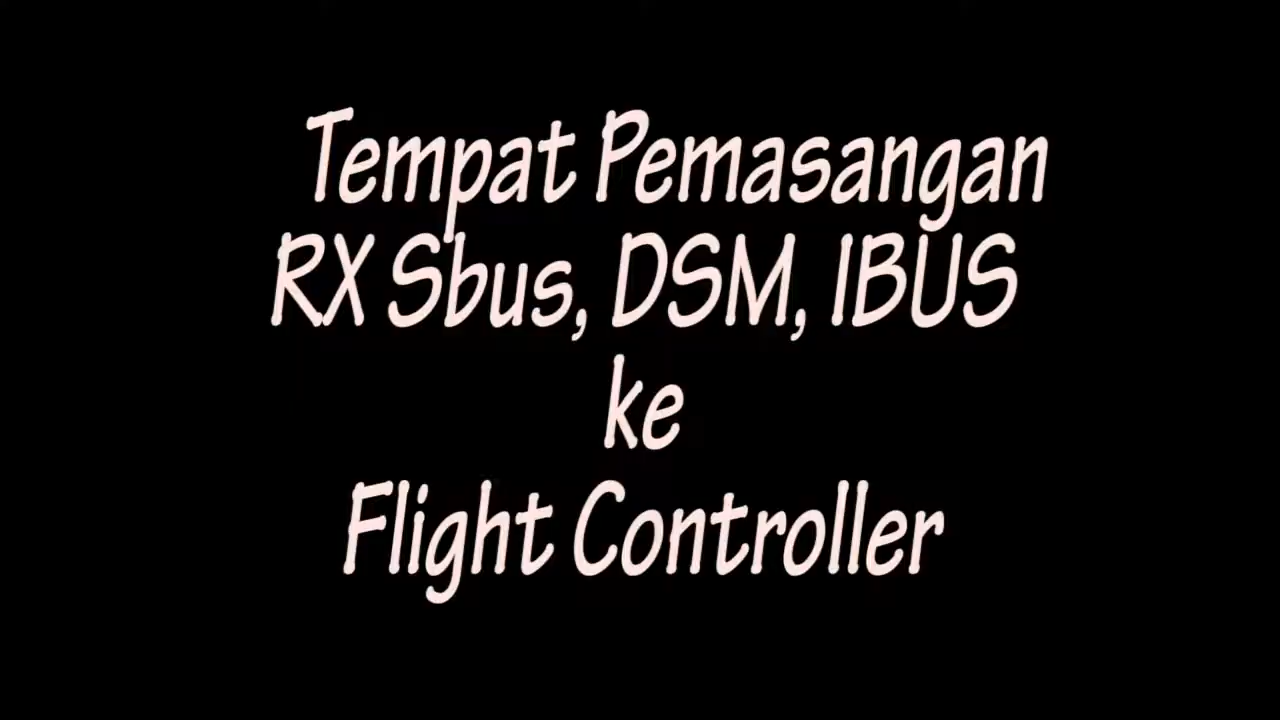 Tempat Pemasangan
RX Sbus, DSM, IBUS
ke
Flight Controller